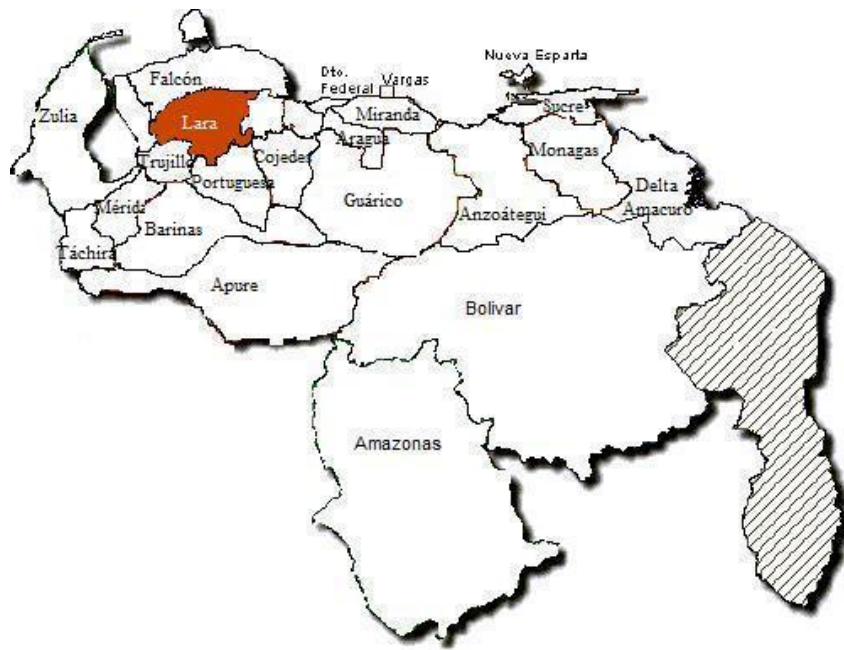 Nueva Esparta
Dto.
Federal
Vargas
Falcón
Zulia
Miranda
Sucre
Lara
Aragua
Cojedes
Monagas
Trujillo
Portuguesa
Delta
Amacuro
Guárico
Anzoátegui
Mérida
Barinas
Táchira
Apure
Bolivar
Amazonas